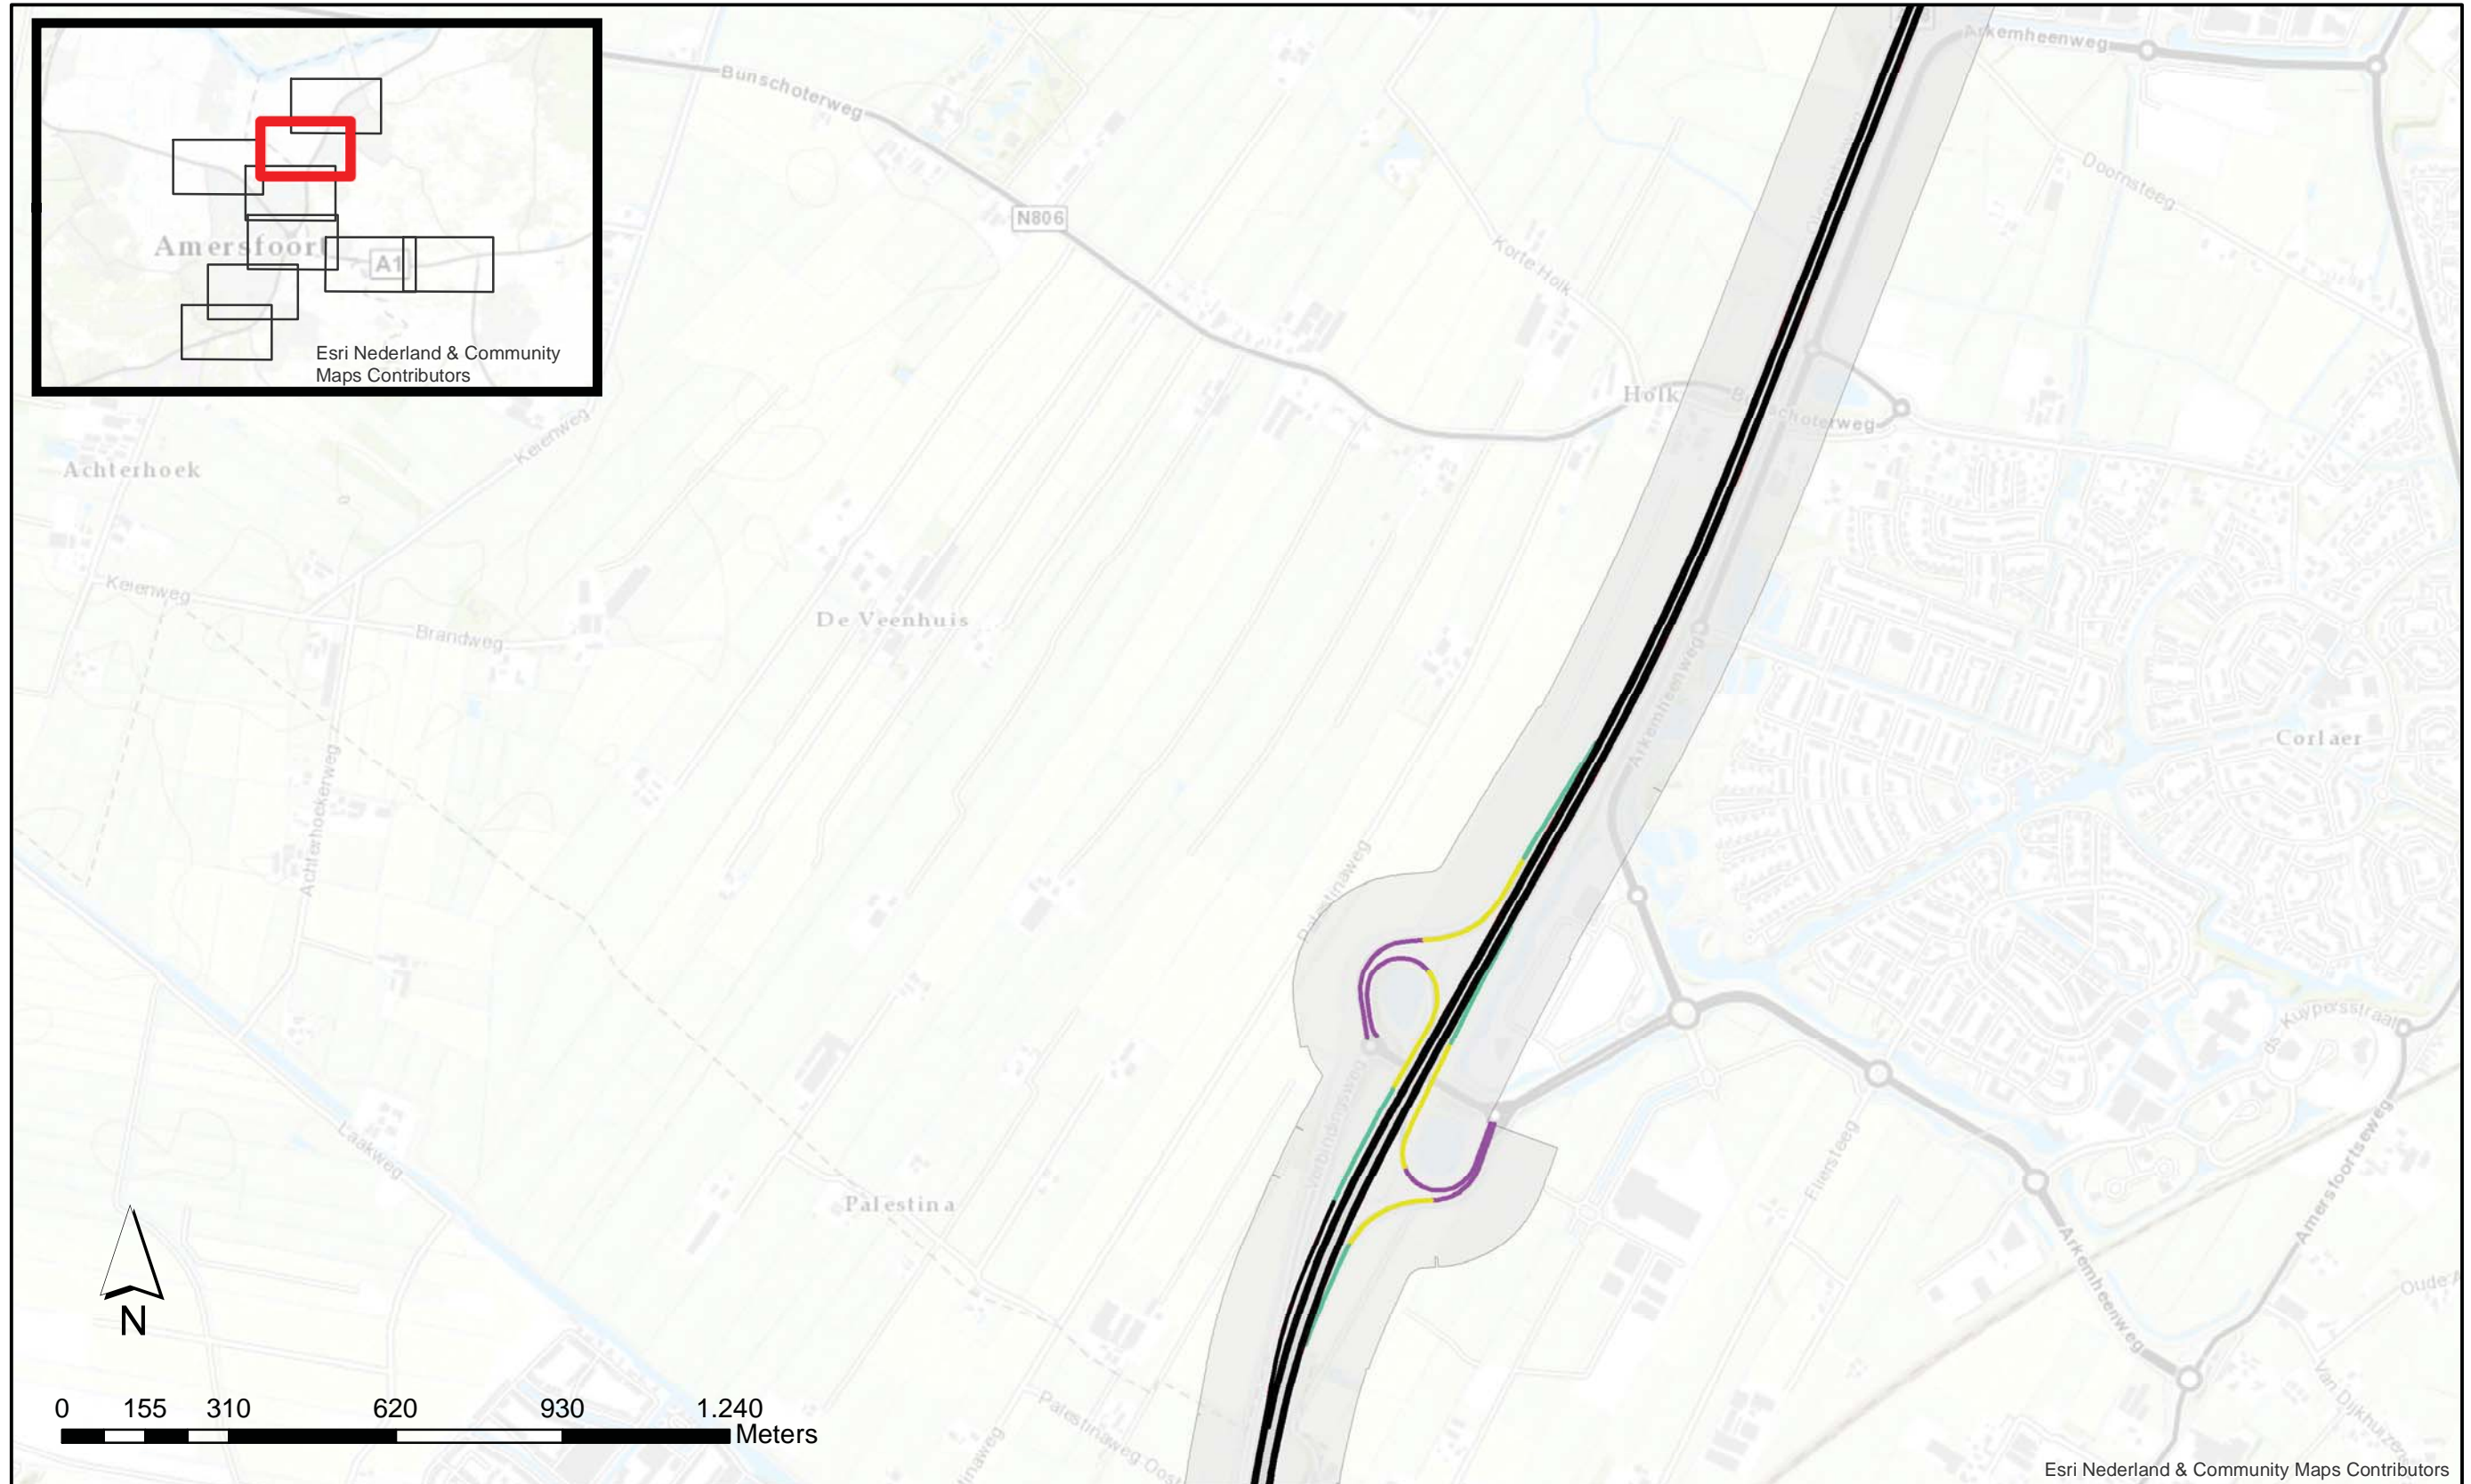 Amersfoort
A1
Esri Nederland & Community
Maps Contributors
Bunschoterweg
N806
Arkemheenweg
Doornsteeg
Korte Holk
Holk
Bunschoterweg
Keienweg
Achterhoek
Keienweg
Brandweg
De Veenhuis
Achterhoekerweg
Arkemheenweg
Corlaer
Palestinaweg
ds. Kuypersstraat
Verbindingsweg
Laakweg
Palestina
Fliersteeg
Amersfoortseweg
Arkemheenweg
N
0 155 310 620 930 1.240
Meters
Palestinaweg Oost
Esri Nederland & Community Maps Contributors